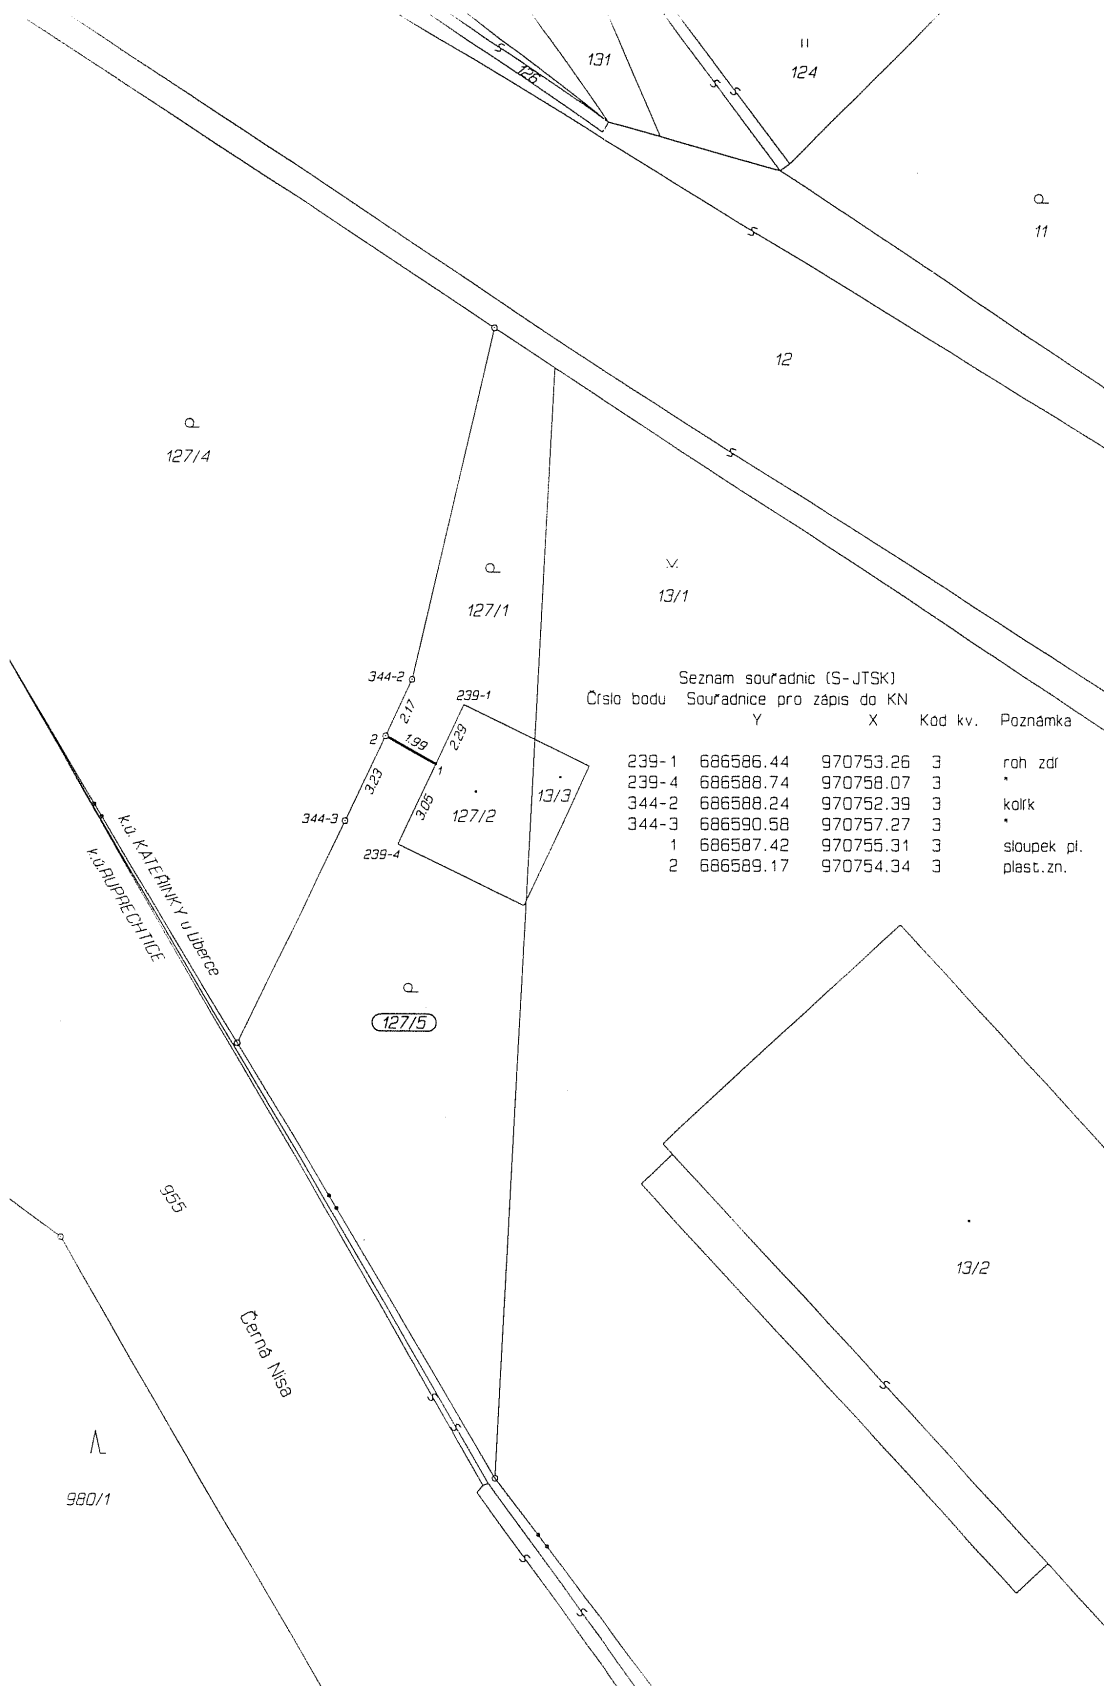 131
126
124
11
12
127/4
127/1
13/1
344-2
2.17
239-1
2
1.99
2.29
1
3.23
3.05
344-3
127/2
13/3
239-4
Seznam souřadnic (S-JTSK)
Číslo bodu Souřadnice pro zápis do KN
Y X Kód kv. Poznámka
239-1 686586.44 970753.26 3 roh zdí
239-4 686588.74 970758.07 3 "
344-2 686588.24 970752.39 3 kolík
344-3 686590.58 970757.27 3 "
1 686587.42 970755.31 3 sloupek pl.
2 686589.17 970754.34 3 plast.zn.
k.ú. KATEŘINKY u Liberce
k.ú.RUPRECHTICE
127/5
955
Černá Nisa
13/2
980/1